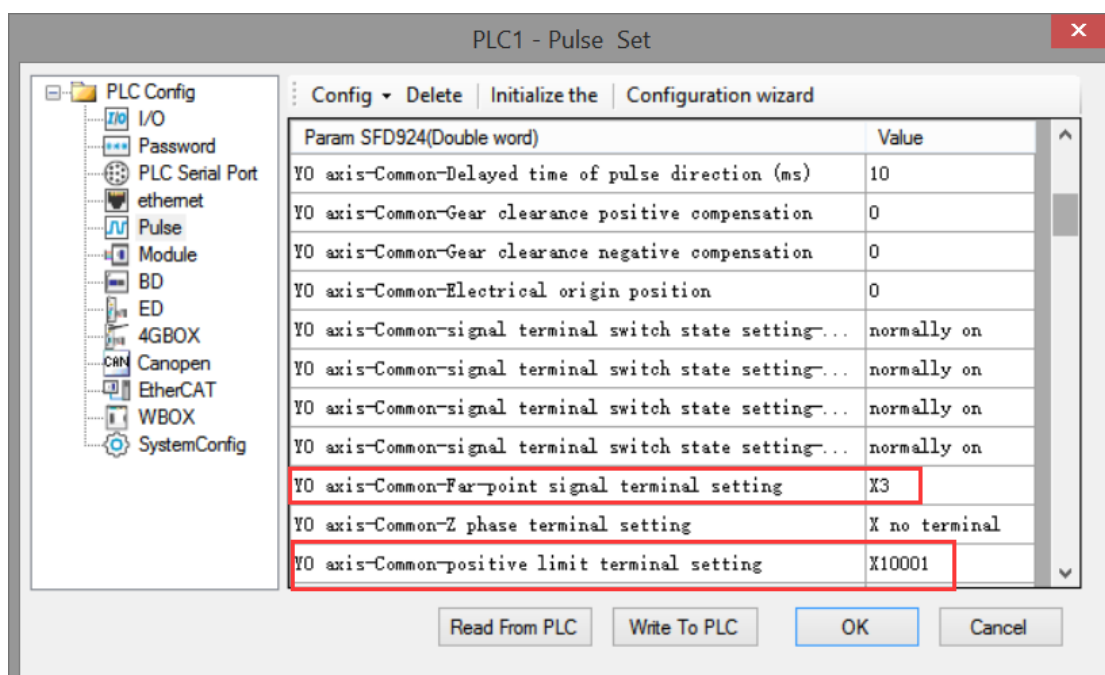 PLC1 - Pulse Set
PLC Config
I/O
I/O
Password
PLC Serial Port
ethernet
Pulse
Module
BD
ED
4GBOX
CAN
Canopen
EtherCAT
WBOX
SystemConfig
Config Delete Initialize the Configuration wizard
Param SFD924(Double word) Value
Y0 axis-Common-Delayed time of pulse direction (ms) 10
Y0 axis-Common-Gear clearance positive compensation 0
Y0 axis-Common-Gear clearance negative compensation 0
Y0 axis-Common-Electrical origin position 0
Y0 axis-Common-signal terminal switch state setting-... normally on
Y0 axis-Common-signal terminal switch state setting-... normally on
Y0 axis-Common-signal terminal switch state setting-... normally on
Y0 axis-Common-signal terminal switch state setting-... normally on
Y0 axis-Common-Far-point signal terminal setting X3
Y0 axis-Common-Z phase terminal setting X no terminal
Y0 axis-Common-positive limit terminal setting X10001
Read From PLC Write To PLC OK Cancel